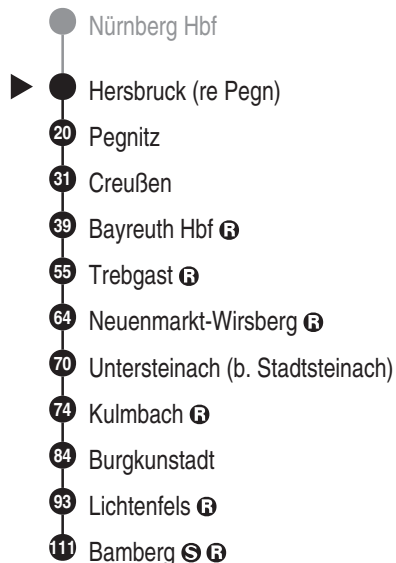 Nürnberg Hbf
Hersbruck (re Pegn)
20 Pegnitz
31 Creußen
39 Bayreuth Hbf R
55 Trebgast R
64 Neuenmarkt-Wirsberg R
70 Untersteinach (b. Stadtsteinach)
74 Kulmbach R
84 Burgkunstadt
93 Lichtenfels R
111 Bamberg S R